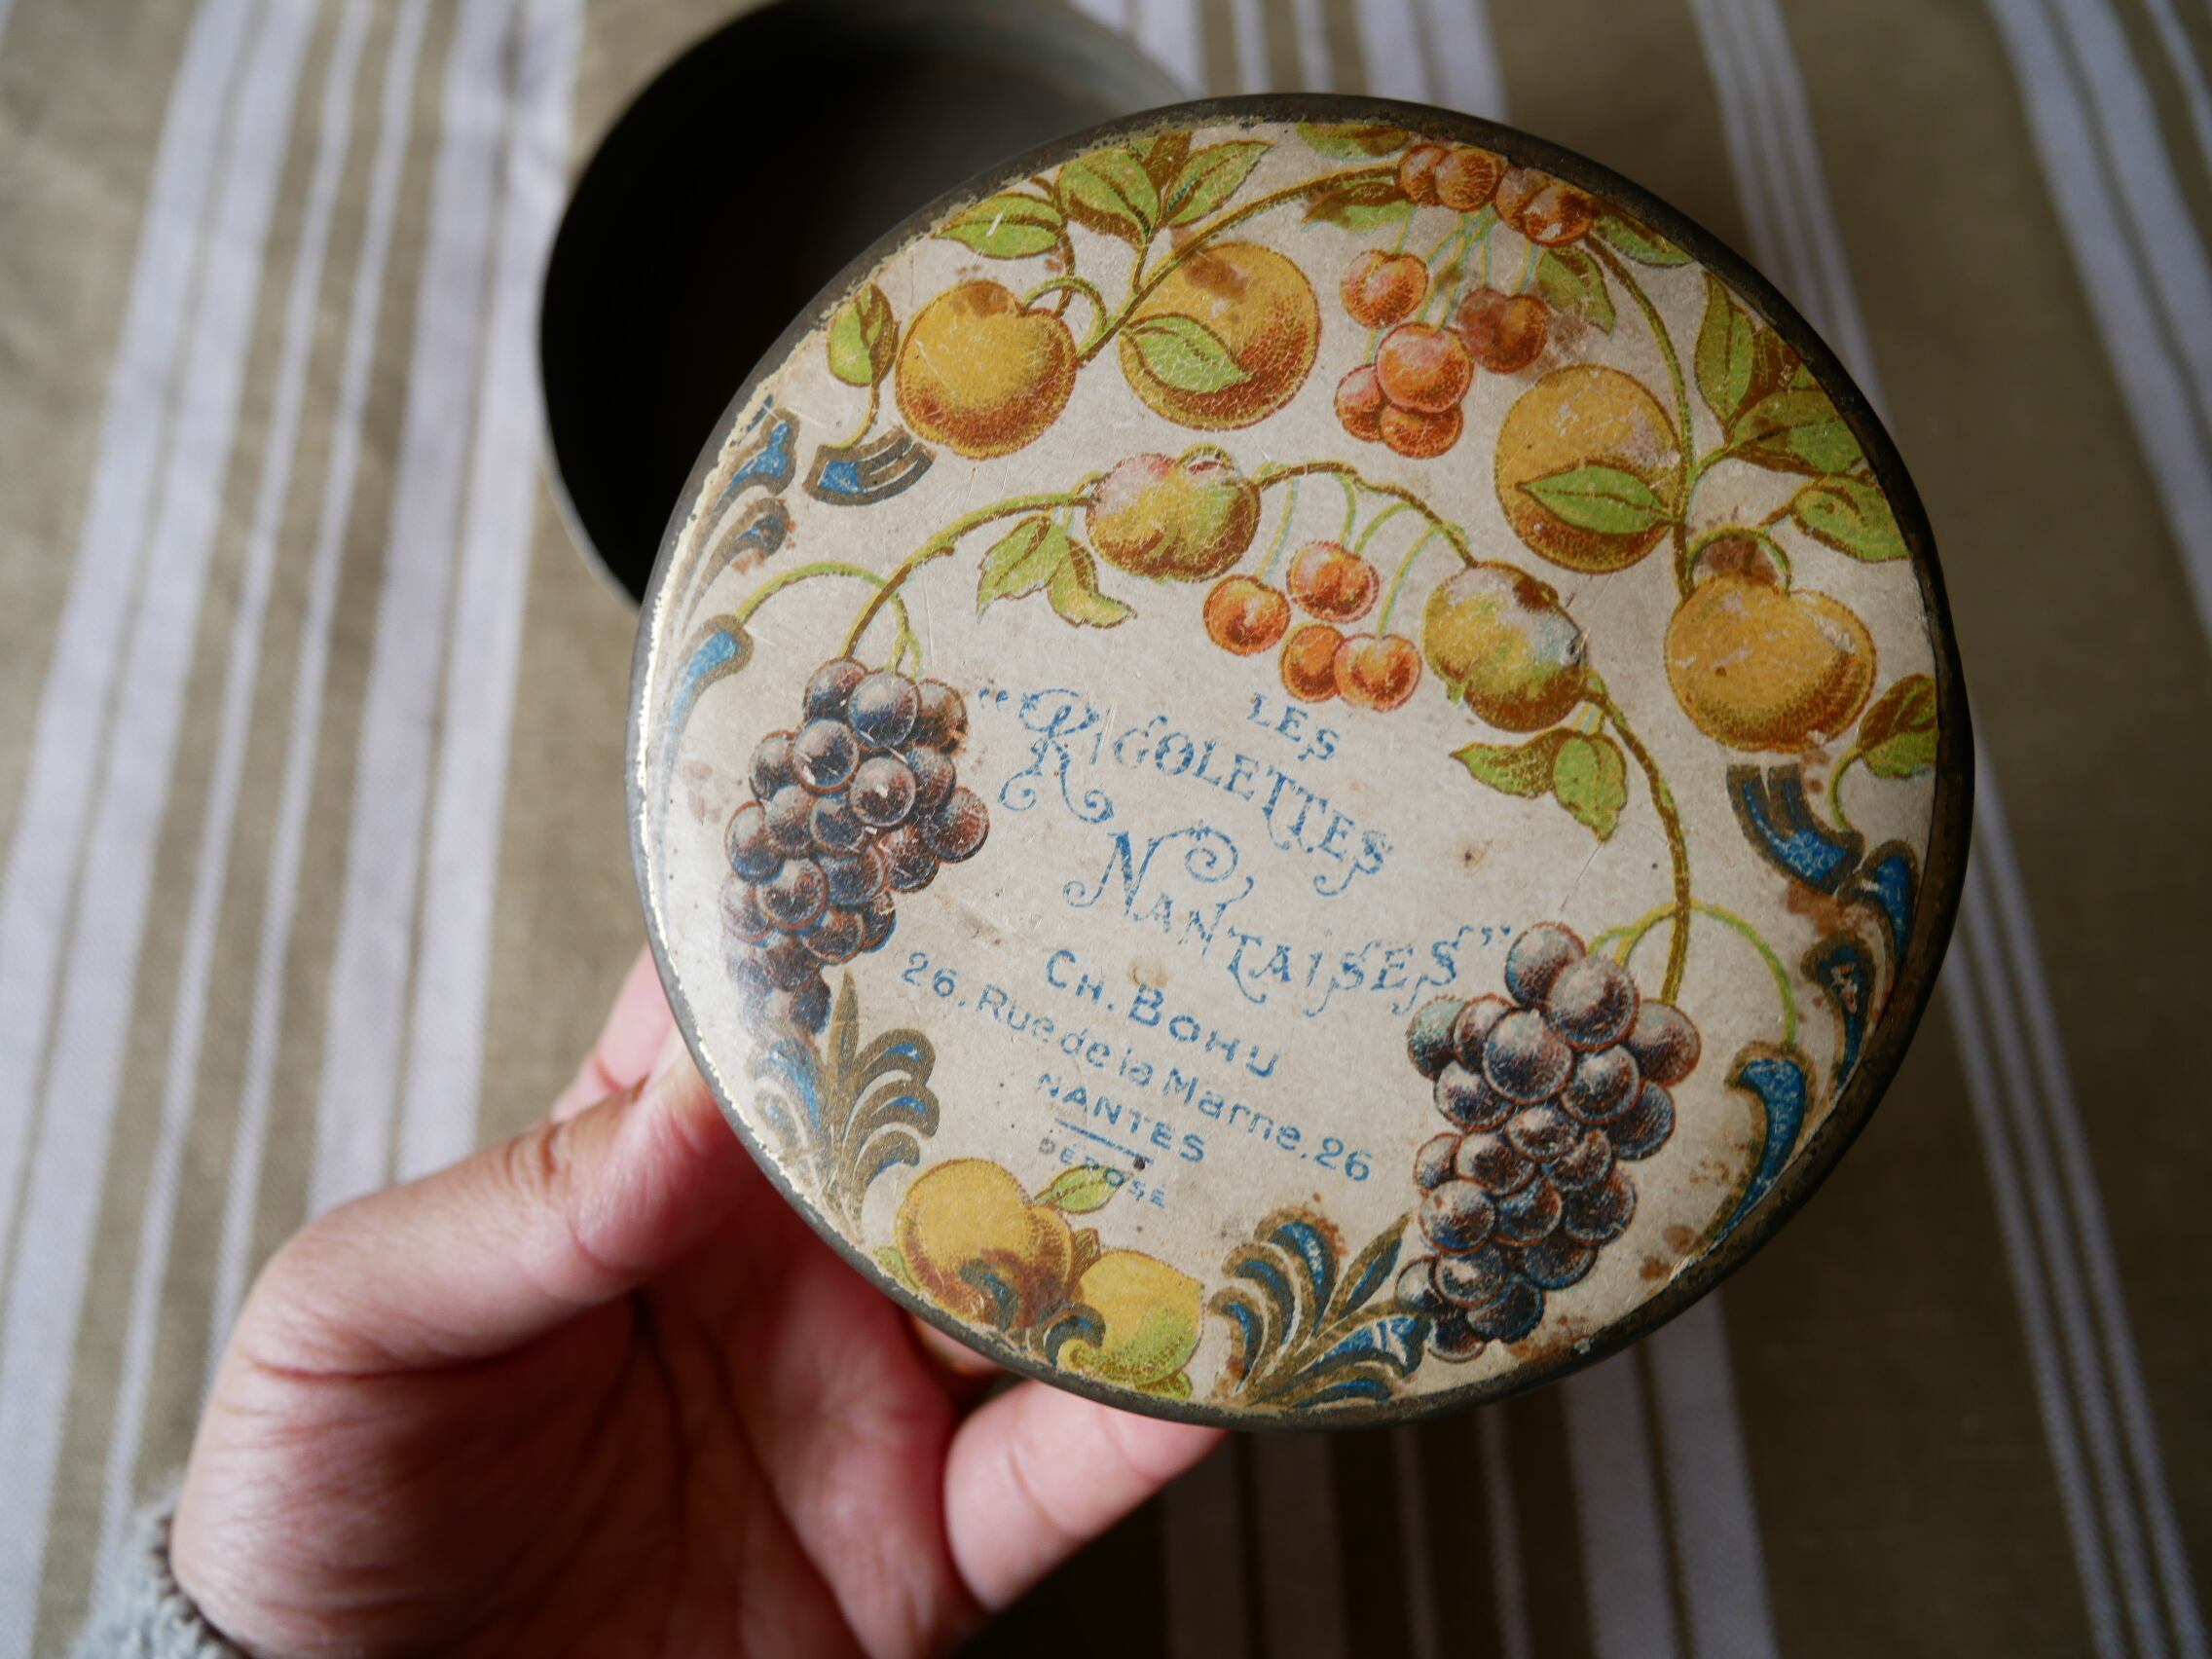 LES
"RIGOLETTES
NANTAISES"
CH. BOHU
26. Rue de la Marne. 26
NANTES
DÉPOSÉ